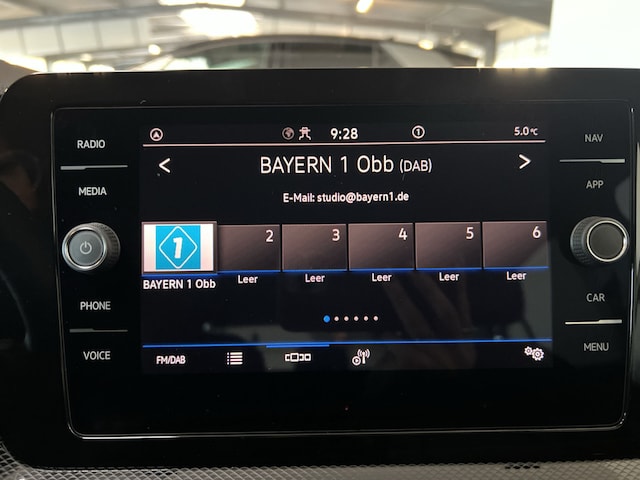 RADIO
MEDIA
PHONE
VOICE
9:28
1
5.0°C
<
BAYERN 1 Obb (DAB)
>
E-Mail: studio@bayern1.de
1 2 3 4 5 6
BAYERN 1 Obb Leer Leer Leer Leer Leer
FM/DAB
NAV
APP
CAR
MENU